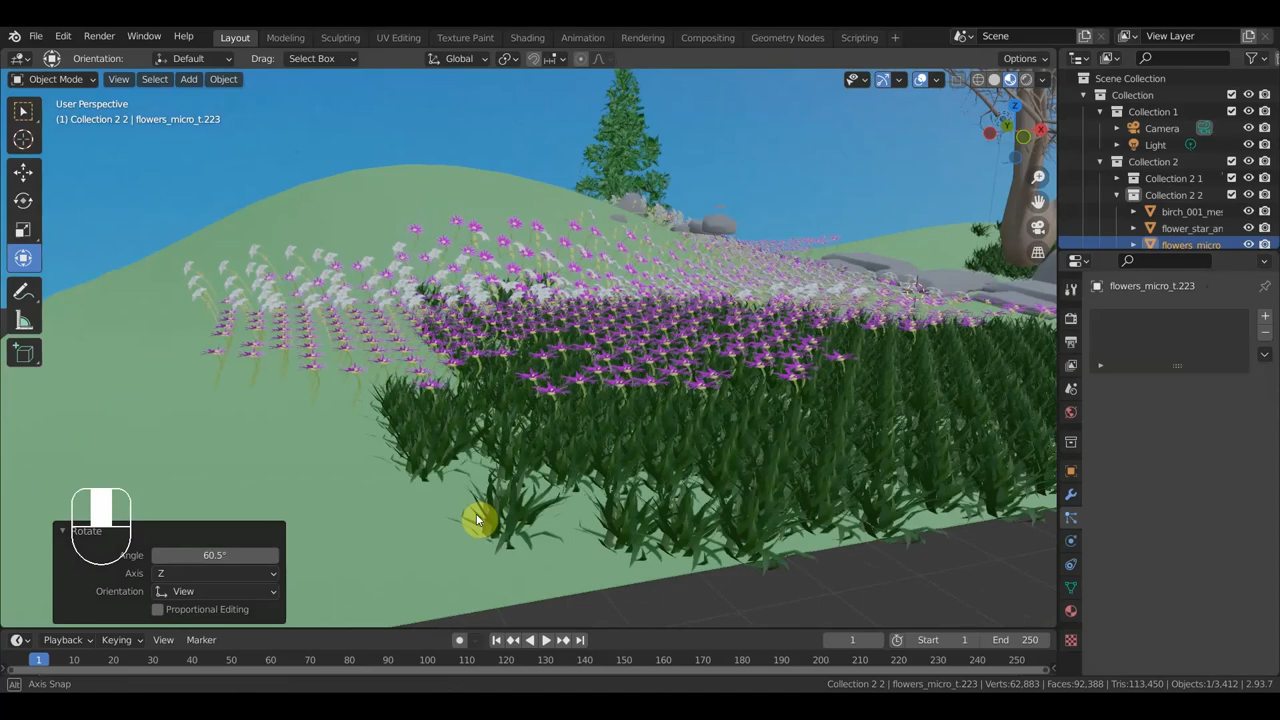 File Edit Render Window Help Layout Modeling Sculpting UV Editing Texture Paint Shading Animation Rendering Compositing Geometry Nodes Scripting + Scene View Layer
Orientation: Default Drag: Select Box Global Options
Object Mode View Select Add Object
User Perspective
(1) Collection 2 2 | flowers_micro_t.223
Z
X
Y
Scene Collection
Collection
Collection 1
Camera
Light
Collection 2
Collection 2 1
Collection 2 2
birch_001_mes
flower_star_an
flowers_micro
flowers_micro_t.223
Rotate
Angle 60.5°
Axis Z
Orientation View
Proportional Editing
Playback Keying View Marker 1 Start 1 End 250
1 10 20 30 40 50 60 70 80 90 100 110 120 130 140 150 160 170 180 190 200 210 220 230 240 250
Alt Axis Snap Collection 2 2 | flowers_micro_t.223 | Verts:62,883 | Faces:92,388 | Tris:113,450 | Objects:1/3,412 | 2.93.7